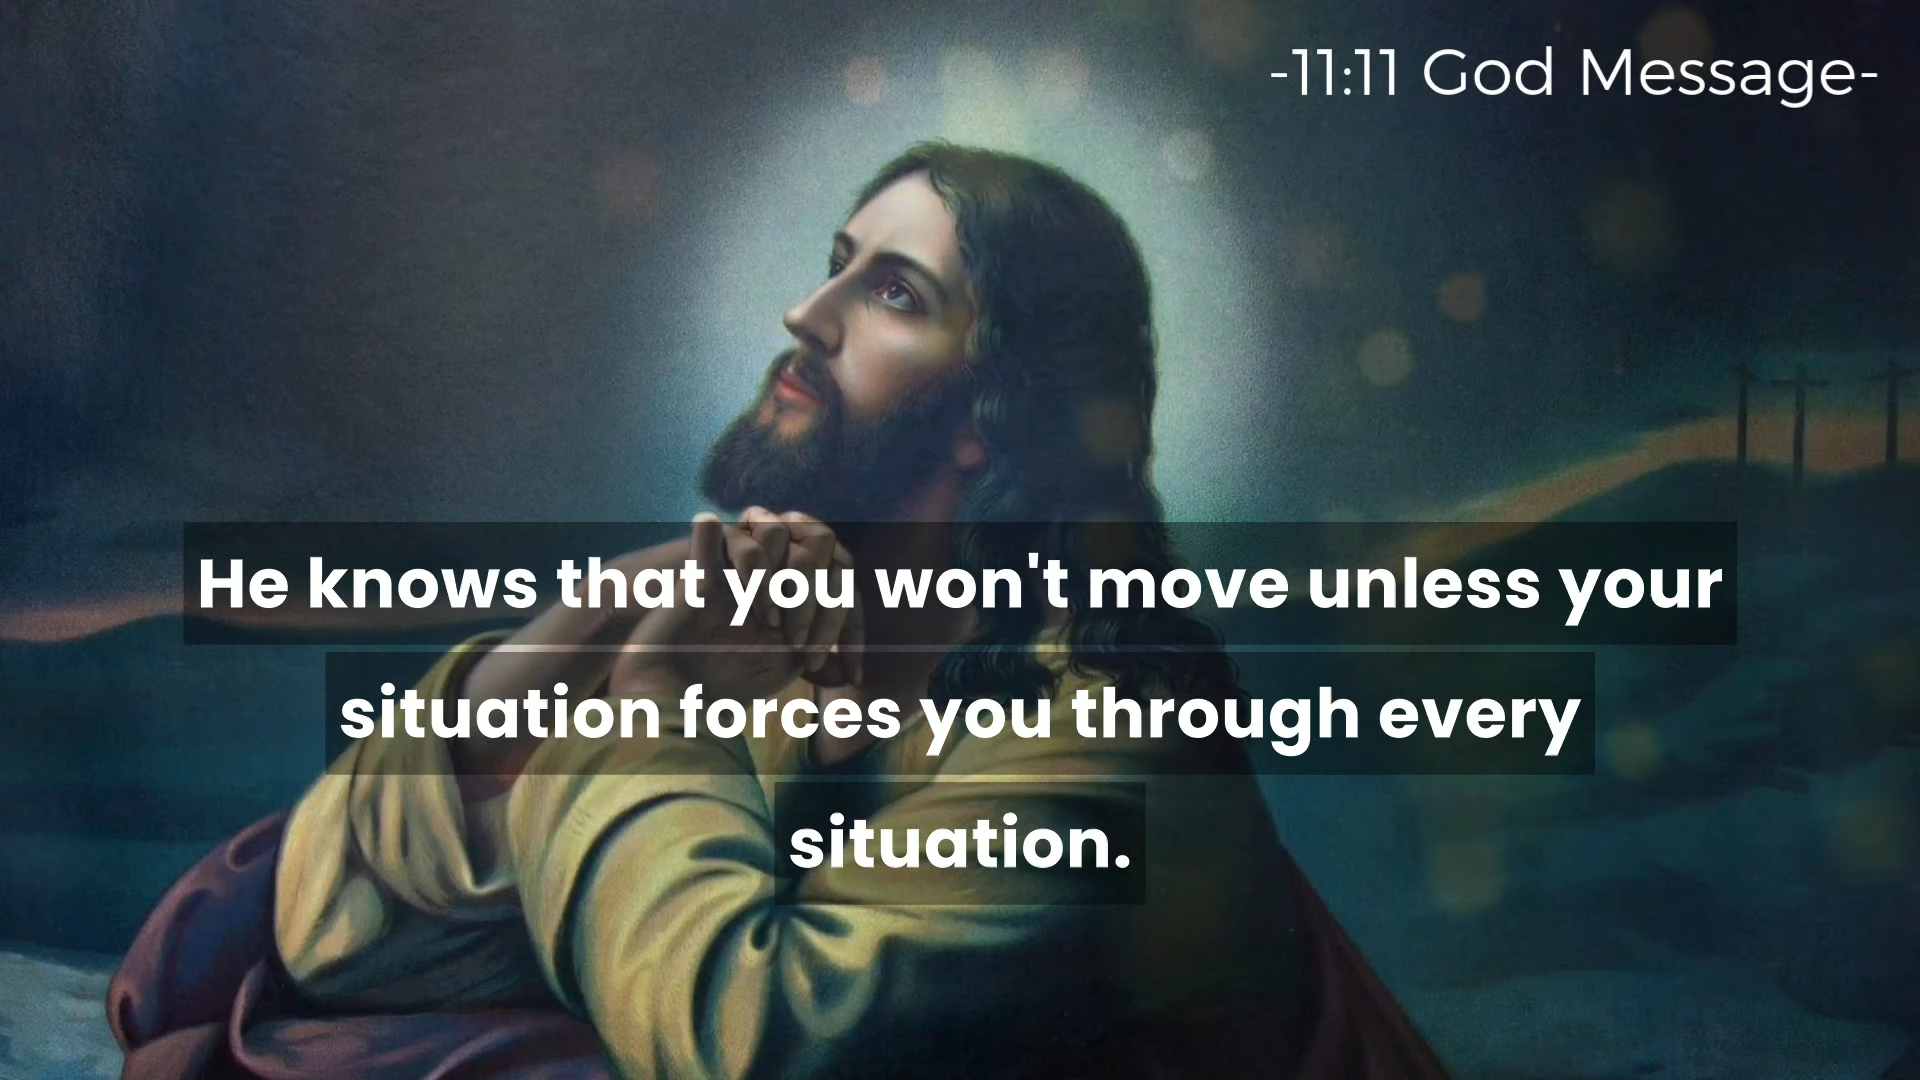 -11:11 God Message-
He knows that you won't move unless your
situation forces you through every
situation.